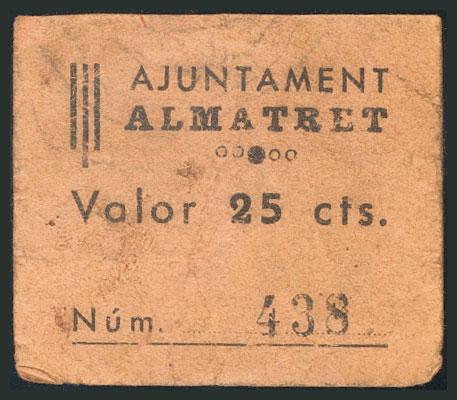 AJUNTAMENT
ALMATRET
Valor 25 cts.
Núm. 438